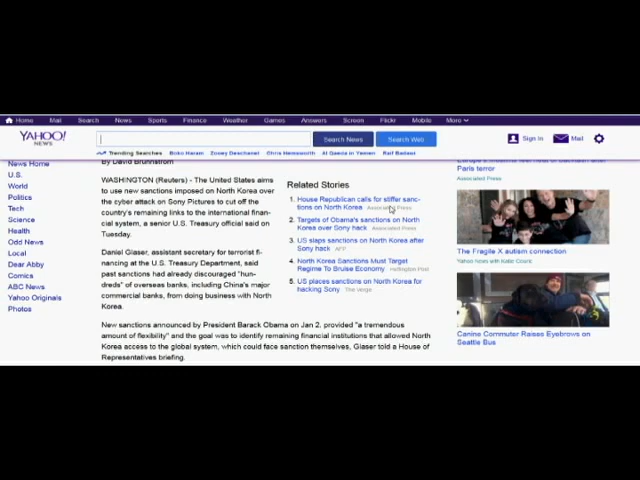 Home Mail Search News Sports Finance Weather Games Answers Screen Flickr Mobile More
YAHOO!
NEWS
Search News
Search Web
Sign In
Mail
Trending Searches Boko Haram Zooey Deschanel Chris Hemsworth Al Qaeda in Yemen Raif Badawi
News Home
U.S.
World
Politics
Tech
Science
Health
Odd News
Local
Dear Abby
Comics
ABC News
Yahoo Originals
Photos
By David Brunnstrom
WASHINGTON (Reuters) - The United States aims
to use new sanctions imposed on North Korea over
the cyber attack on Sony Pictures to cut off the
country's remaining links to the international finan-
cial system, a senior U.S. Treasury official said on
Tuesday.
Daniel Glaser, assistant secretary for terrorist fi-
nancing at the U.S. Treasury Department, said
past sanctions had already discouraged "hun-
dreds" of overseas banks, including China's major
commercial banks, from doing business with North
Korea.
New sanctions announced by President Barack Obama on Jan 2, provided "a tremendous
amount of flexibility" and the goal was to identify remaining financial institutions that allowed North
Korea access to the global system, which could face sanction themselves, Glaser told a House of
Representatives briefing.
Related Stories
1. House Republican calls for stiffer sanc-
tions on North Korea Associated Press
2. Targets of Obama's sanctions on North
Korea over Sony hack Associated Press
3. US slaps sanctions on North Korea after
Sony hack AFP
4. North Korea Sanctions Must Target
Regime To Bruise Economy Huffington Post
5. US places sanctions on North Korea for
hacking Sony The Verge
Paris terror
Associated Press
The Fragile X autism connection
Yahoo News with Katie Couric
Canine Commuter Raises Eyebrows on
Seattle Bus